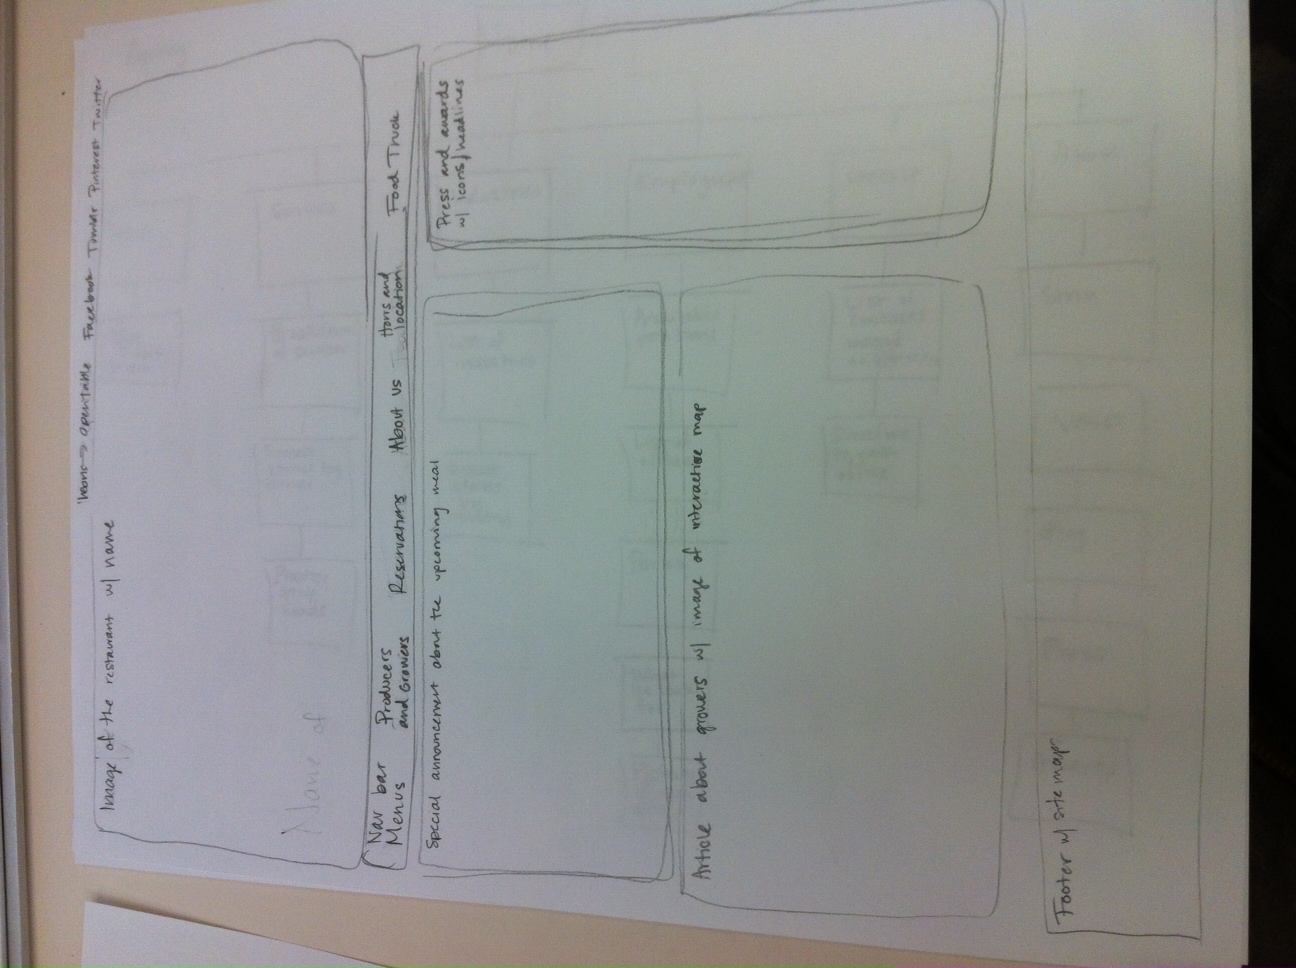 Icons → Opentable Facebook Tumblr Pinterest Twitter
Image of the restaurant w/ name
Name of
Nav bar
Menus
Producers
and Growers
Reservations
About us
Hours and
location
Food Truck
Special announcement about the upcoming meal
Press and awards
w/ icons/headlines
Article about growers w/ image of interactive map
Footer w/ site map